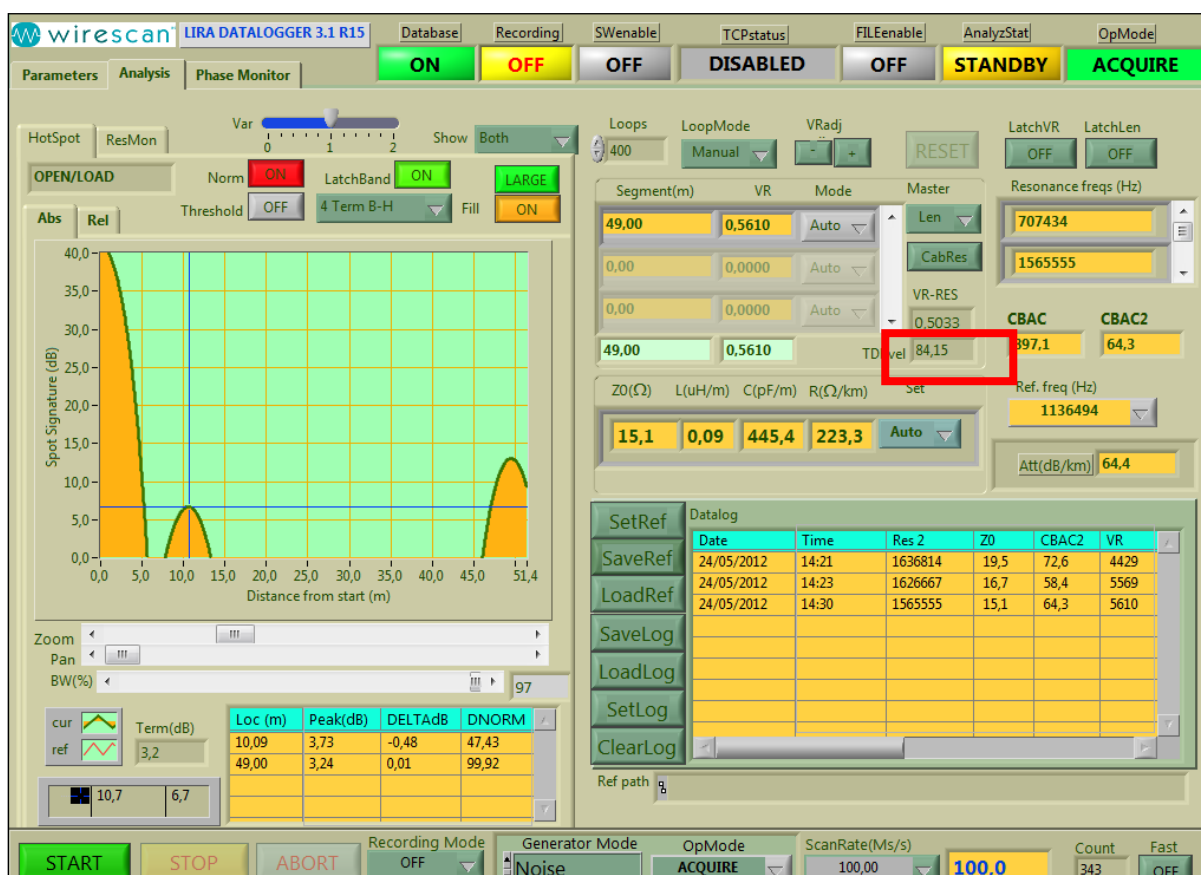 wirescan LIRA DATALOGGER 3.1 R15 Database Recording SWenable TCPstatus FILEenable AnalyzStat OpMode
ON OFF OFF DISABLED OFF STANDBY ACQUIRE
Parameters Analysis Phase Monitor
HotSpot ResMon Var 0 1 2 Show Both
OPEN/LOAD Norm ON LatchBand ON LARGE
Threshold OFF 4 Term B-H Fill ON
Abs Rel
40,0
35,0
30,0
25,0
20,0
15,0
10,0
5,0
0,0
Spot Signature (dB)
0,0 5,0 10,0 15,0 20,0 25,0 30,0 35,0 40,0 45,0 51,4
Distance from start (m)
Zoom
Pan
BW(%) 97
cur
ref
Term(dB)
3,2
10,7 6,7
Loc (m) Peak(dB) DELTAdB DNORM
10,09 3,73 -0,48 47,43
49,00 3,24 0,01 99,92
Loops LoopMode VRadj LatchVR LatchLen
400 Manual - + RESET OFF OFF
Segment(m) VR Mode Master Resonance freqs (Hz)
49,00 0,5610 Auto Len 707434
0,00 0,0000 Auto CabRes 1565555
0,00 0,0000 Auto VR-RES 0,5033
CBAC CBAC2
49,00 0,5610 84,15 64,3
Z0(Ω) L(uH/m) C(pF/m) R(Ω/km) Set Ref. freq (Hz)
15,1 0,09 445,4 223,3 Auto 1136494
Att(dB/km) 64,4
SetRef
SaveRef
LoadRef
SaveLog
LoadLog
SetLog
ClearLog
Datalog
Date Time Res 2 Z0 CBAC2 VR
24/05/2012 14:21 1636814 19,5 72,6 4429
24/05/2012 14:23 1626667 16,7 58,4 5569
24/05/2012 14:30 1565555 15,1 64,3 5610
Ref path
START STOP ABORT Recording Mode OFF Generator Mode Noise OpMode ACQUIRE ScanRate(Ms/s) 100,00 100,0 Count 343 Fast OFF